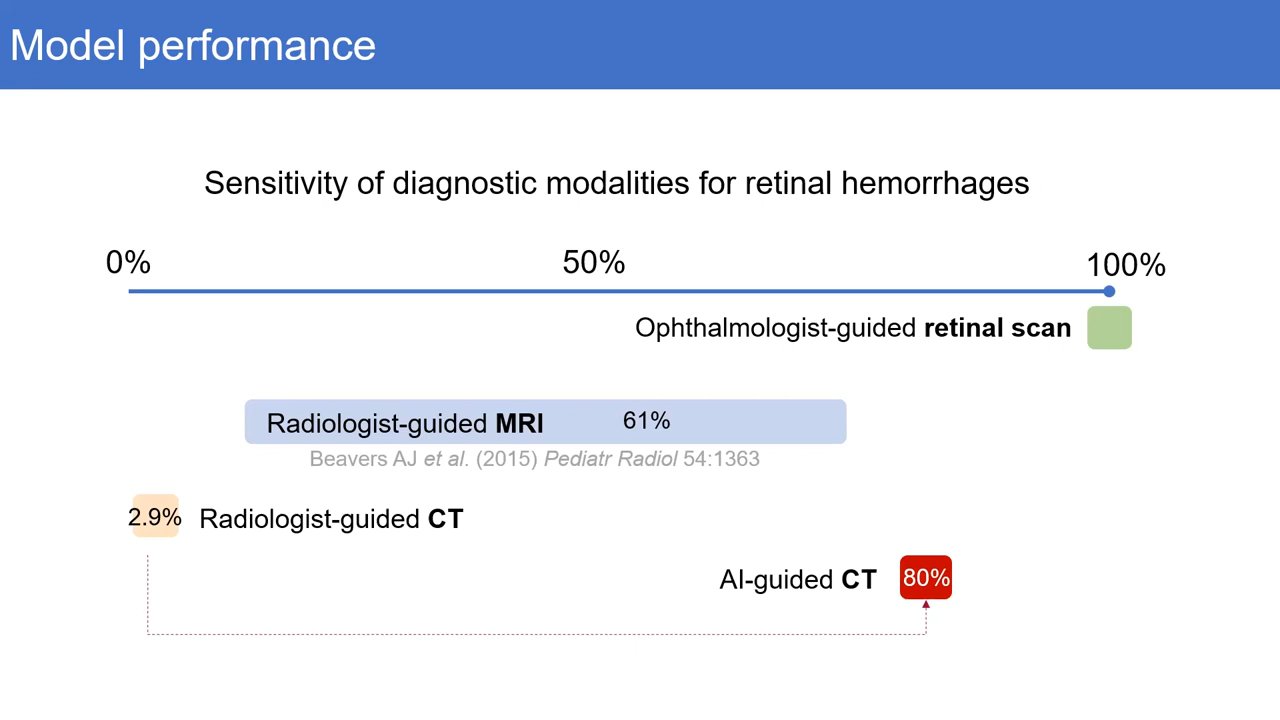 Model performance
Sensitivity of diagnostic modalities for retinal hemorrhages
0% 50% 100%
Ophthalmologist-guided retinal scan
Radiologist-guided MRI 61%
Beavers AJ et al. (2015) Pediatr Radiol 54:1363
2.9% Radiologist-guided CT
AI-guided CT 80%